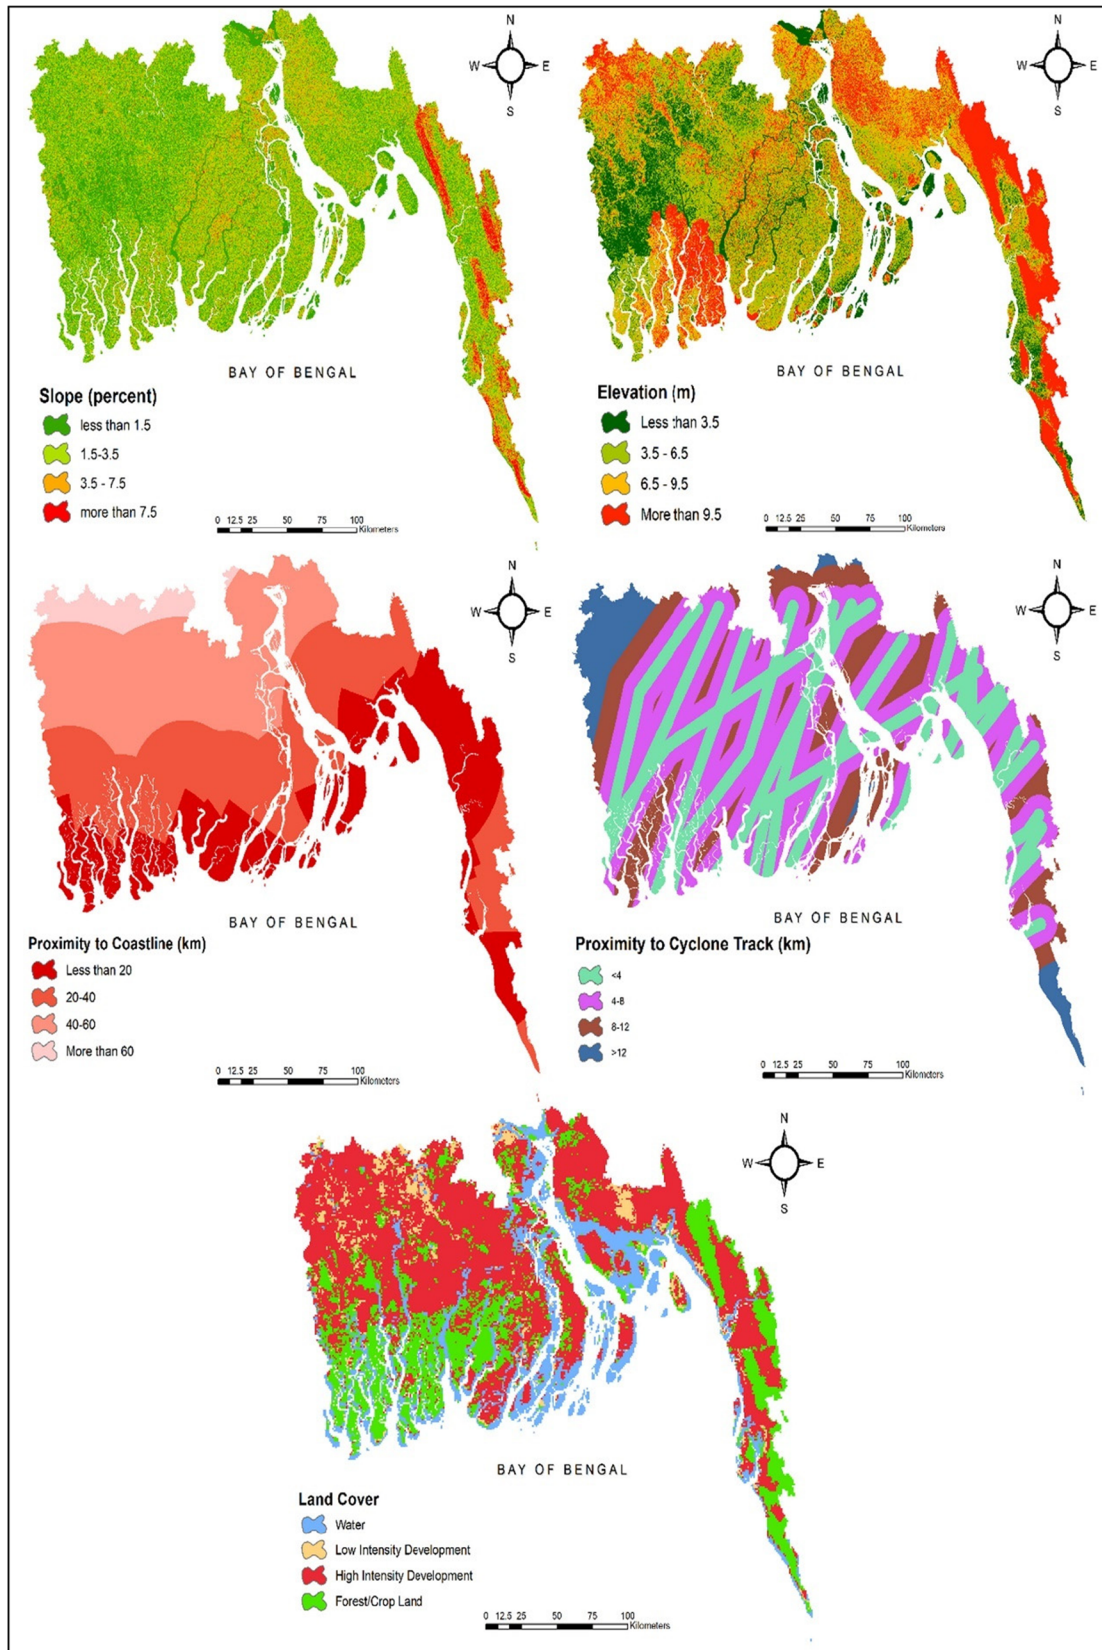 N
W E
S
BAY OF BENGAL
Slope (percent)
less than 1.5
1.5-3.5
3.5 - 7.5
more than 7.5
0 12.5 25 50 75 100
Kilometers
N
W E
S
BAY OF BENGAL
Elevation (m)
Less than 3.5
3.5 - 6.5
6.5 - 9.5
More than 9.5
0 12.5 25 50 75 100
Kilometers
N
W E
S
BAY OF BENGAL
Proximity to Coastline (km)
Less than 20
20-40
40-60
More than 60
0 12.5 25 50 75 100
Kilometers
N
W E
S
BAY OF BENGAL
Proximity to Cyclone Track (km)
<4
4-8
8-12
>12
0 12.5 25 50 75 100
Kilometers
N
W E
S
BAY OF BENGAL
Land Cover
Water
Low Intensity Development
High Intensity Development
Forest/Crop Land
0 12.5 25 50 75 100
Kilometers